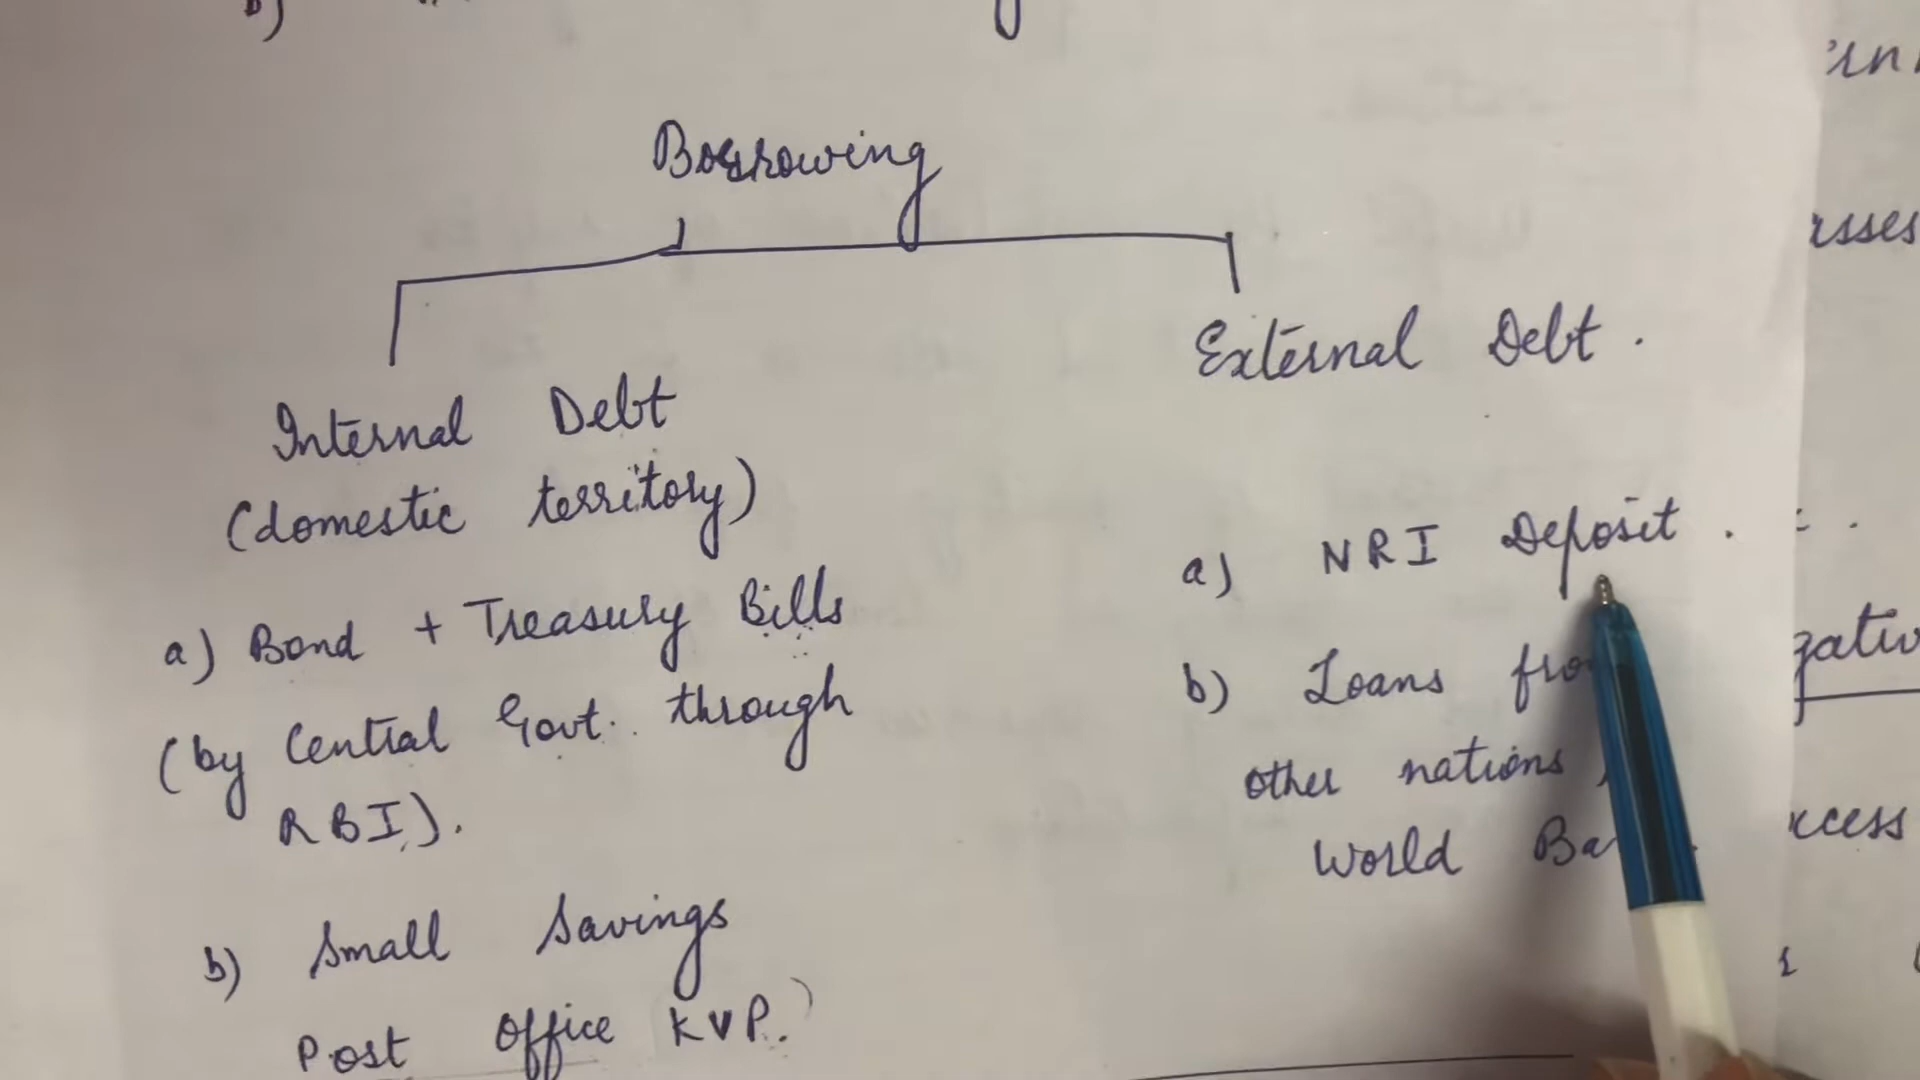 b)
Borrowing
Internal Debt
(domestic territory)
a) Bond + Treasury Bills
(by Central Govt. through
RBI).
b) Small Savings
Post Office KVP.)
External Debt.
a) NRI Deposit.
b) Loans
other nations,
World